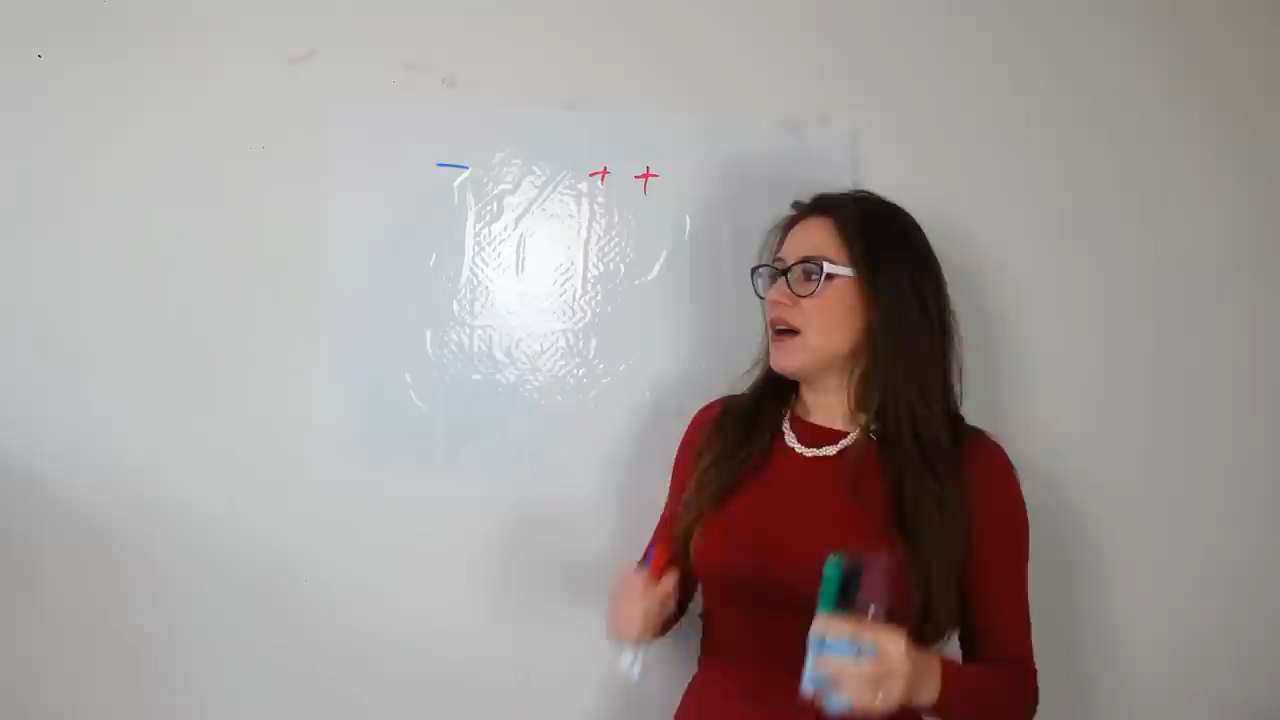 − + +